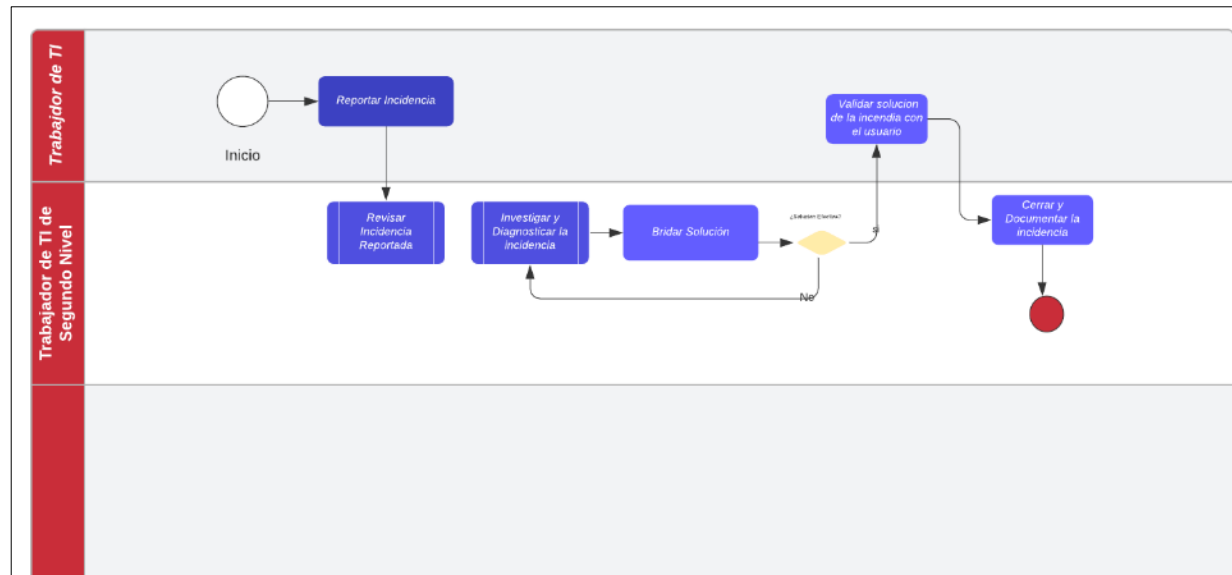 Trabajdor de TI
Reportar Incidencia
Inicio
Validar solucion
de la incendia con
el usuario
Trabajador de TI de
Segundo Nivel
Revisar
Incidencia
Reportada
Investigar y
Diagnosticar la
incidencia
Bridar Solución
Si
No
Cerrar y
Documentar la
incidencia